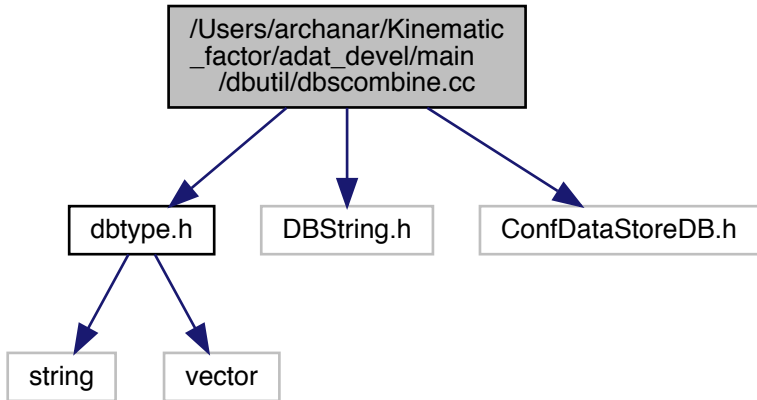 /Users/archanar/Kinematic
_factor/adat_devel/main
/dbutil/dbscombine.cc
dbtype.h
DBString.h
ConfDataStoreDB.h
string
vector